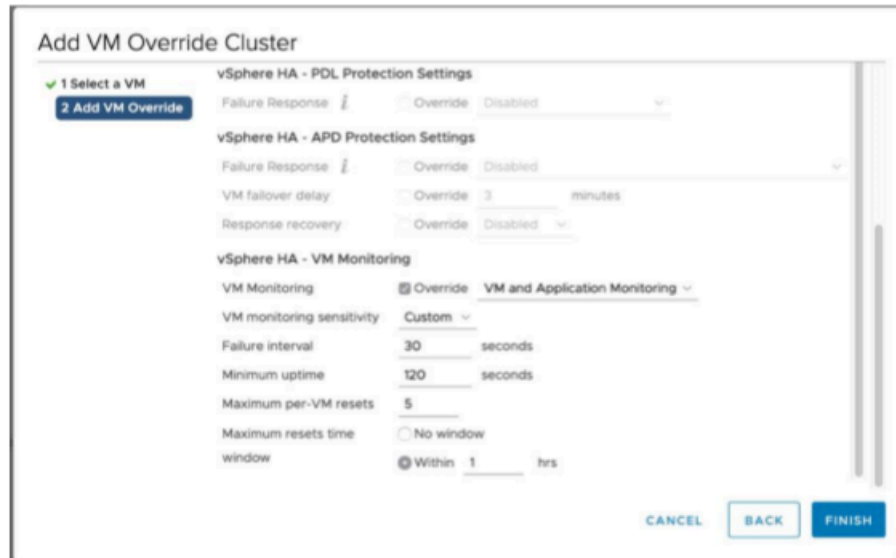 Add VM Override Cluster
1 Select a VM
2 Add VM Override
vSphere HA - PDL Protection Settings
Failure Response i Override Disabled
vSphere HA - APD Protection Settings
Failure Response i Override Disabled
VM failover delay Override 3 minutes
Response recovery Override Disabled
vSphere HA - VM Monitoring
VM Monitoring Override VM and Application Monitoring
VM monitoring sensitivity Custom
Failure interval 30 seconds
Minimum uptime 120 seconds
Maximum per-VM resets 5
Maximum resets time No window
window Within 1 hrs
CANCEL BACK FINISH